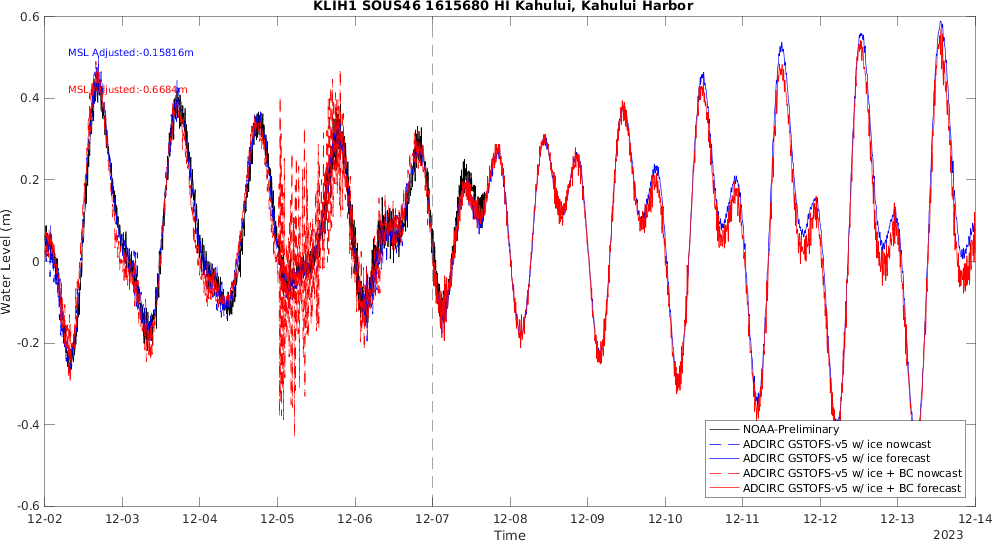 KLIH1 SOUS46 1615680 HI Kahului, Kahului Harbor
0.6
MSL Adjusted:-0.15816m
MSL Adjusted:-0.6684m
0.4
0.2
0
-0.2
-0.4
-0.6
Water Level (m)
NOAA-Preliminary
ADCIRC GSTOFS-v5 w/ ice nowcast
ADCIRC GSTOFS-v5 w/ ice forecast
ADCIRC GSTOFS-v5 w/ ice + BC nowcast
ADCIRC GSTOFS-v5 w/ ice + BC forecast
12-02 12-03 12-04 12-05 12-06 12-07 12-08 12-09 12-10 12-11 12-12 12-13 12-14
Time
2023